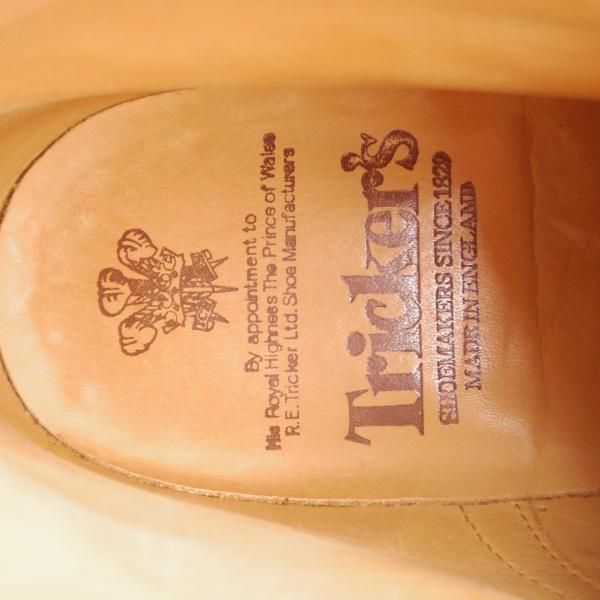 By appointment to
His Royal Highness The Prince of Wales
R.E. Tricker Ltd. Shoe Manufacturers
Tricker's
SHOEMAKERS SINCE 1829
MADE IN ENGLAND